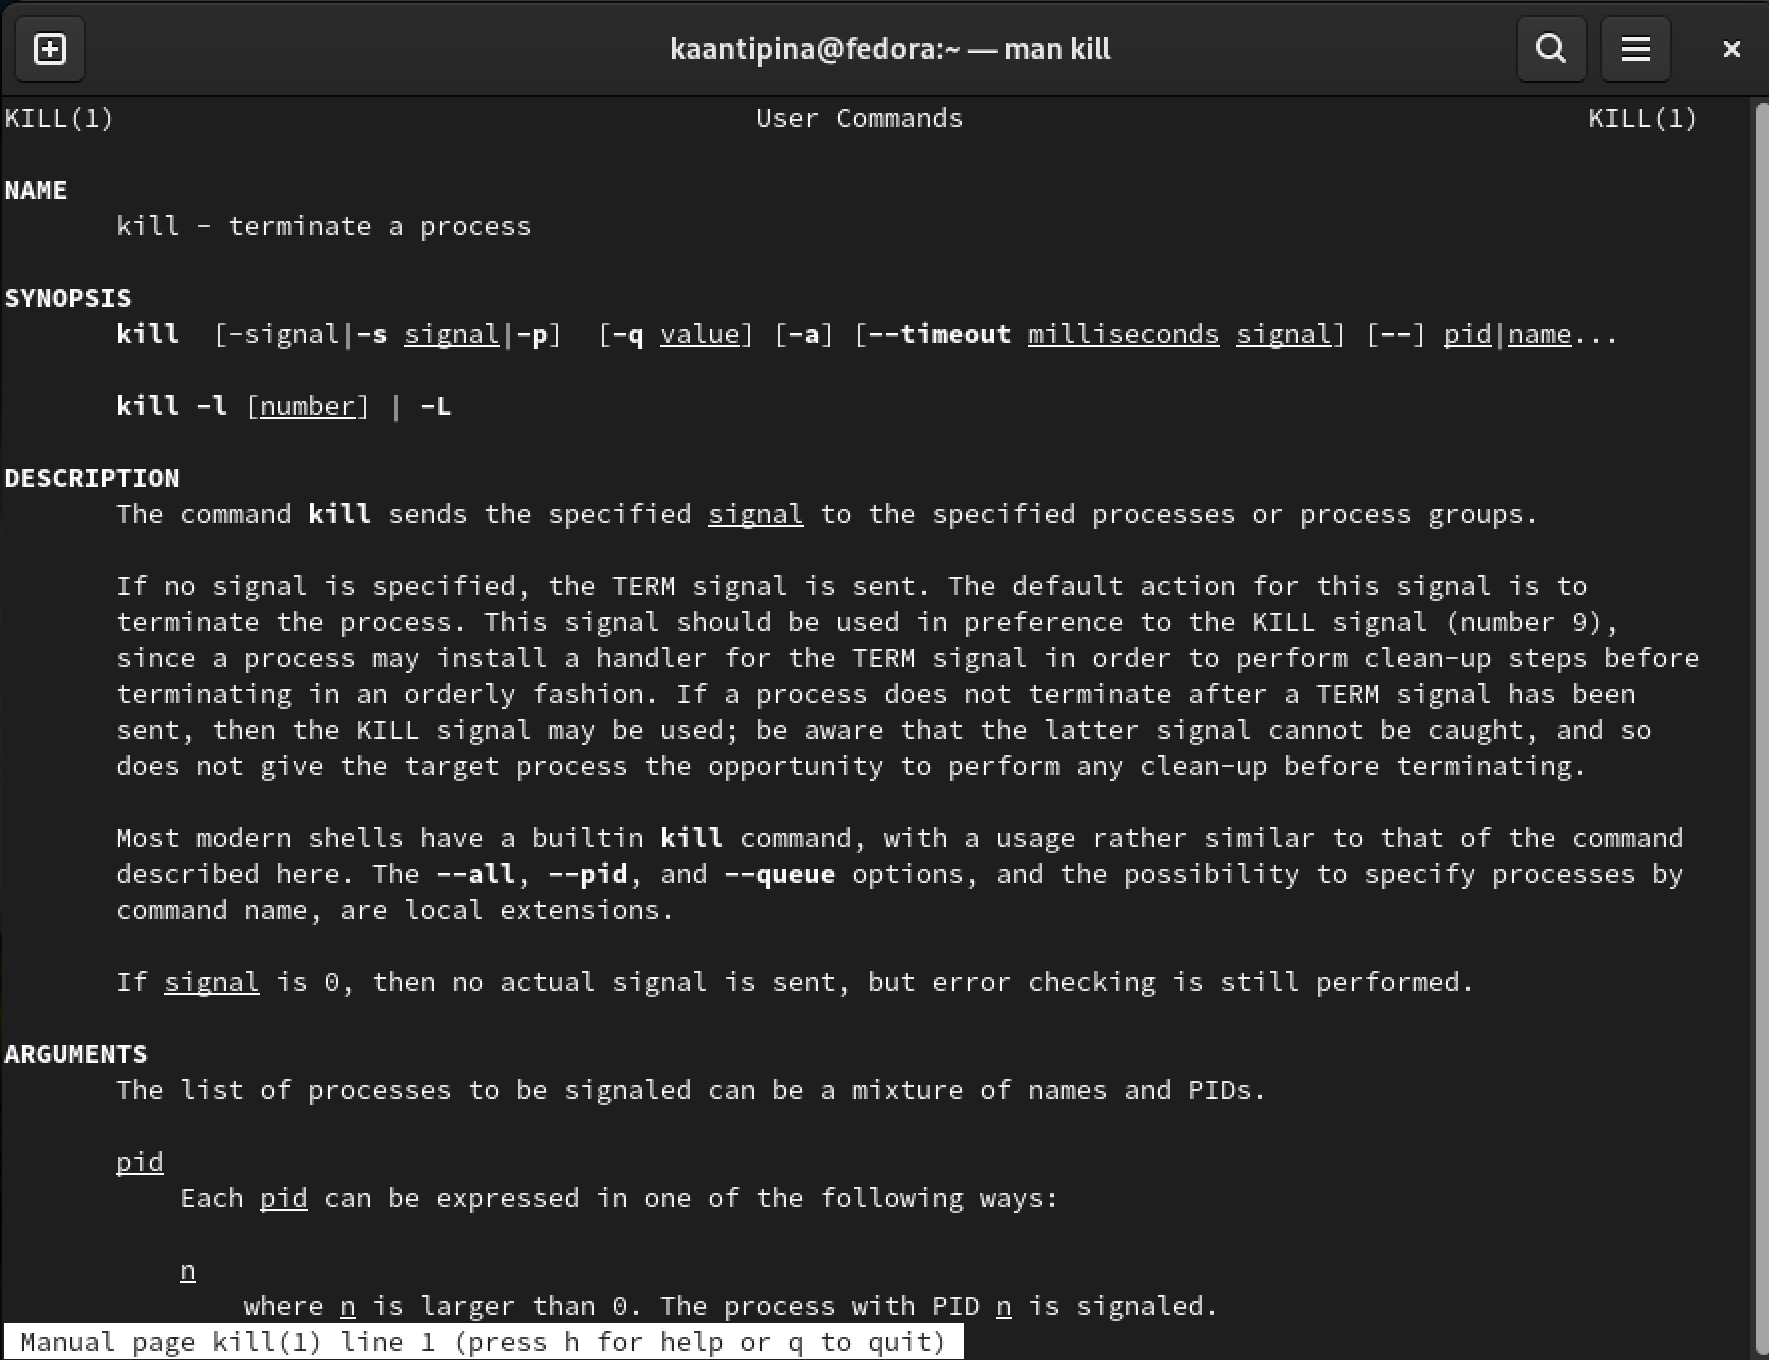 kaantipina@fedora:~ — man kill
KILL(1) User Commands KILL(1)
NAME
kill - terminate a process
SYNOPSIS
kill [-signal|-s signal|-p] [-q value] [-a] [--timeout milliseconds signal] [--] pid|name...
kill -l [number] | -L
DESCRIPTION
The command kill sends the specified signal to the specified processes or process groups.
If no signal is specified, the TERM signal is sent. The default action for this signal is to
terminate the process. This signal should be used in preference to the KILL signal (number 9),
since a process may install a handler for the TERM signal in order to perform clean-up steps before
terminating in an orderly fashion. If a process does not terminate after a TERM signal has been
sent, then the KILL signal may be used; be aware that the latter signal cannot be caught, and so
does not give the target process the opportunity to perform any clean-up before terminating.
Most modern shells have a builtin kill command, with a usage rather similar to that of the command
described here. The --all, --pid, and --queue options, and the possibility to specify processes by
command name, are local extensions.
If signal is 0, then no actual signal is sent, but error checking is still performed.
ARGUMENTS
The list of processes to be signaled can be a mixture of names and PIDs.
pid
Each pid can be expressed in one of the following ways:
n
where n is larger than 0. The process with PID n is signaled.
Manual page kill(1) line 1 (press h for help or q to quit)